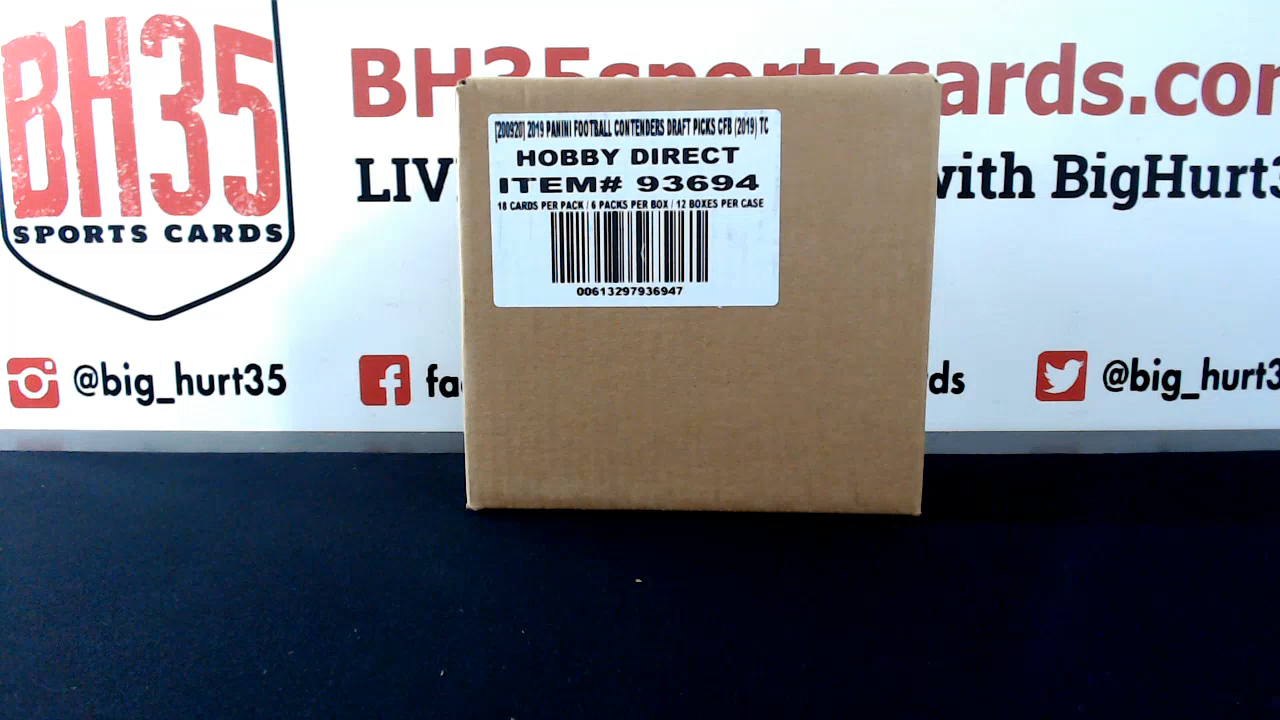 BH35
SPORTS CARDS
BH35sportscards.com
LIV
with BigHurt3
[200920] 2019 PANINI FOOTBALL CONTENDERS DRAFT PICKS CFB (2019) TC
HOBBY DIRECT
ITEM# 93694
18 CARDS PER PACK / 6 PACKS PER BOX / 12 BOXES PER CASE
00613297936947
@big_hurt35
fa
ds
@big_hurt3